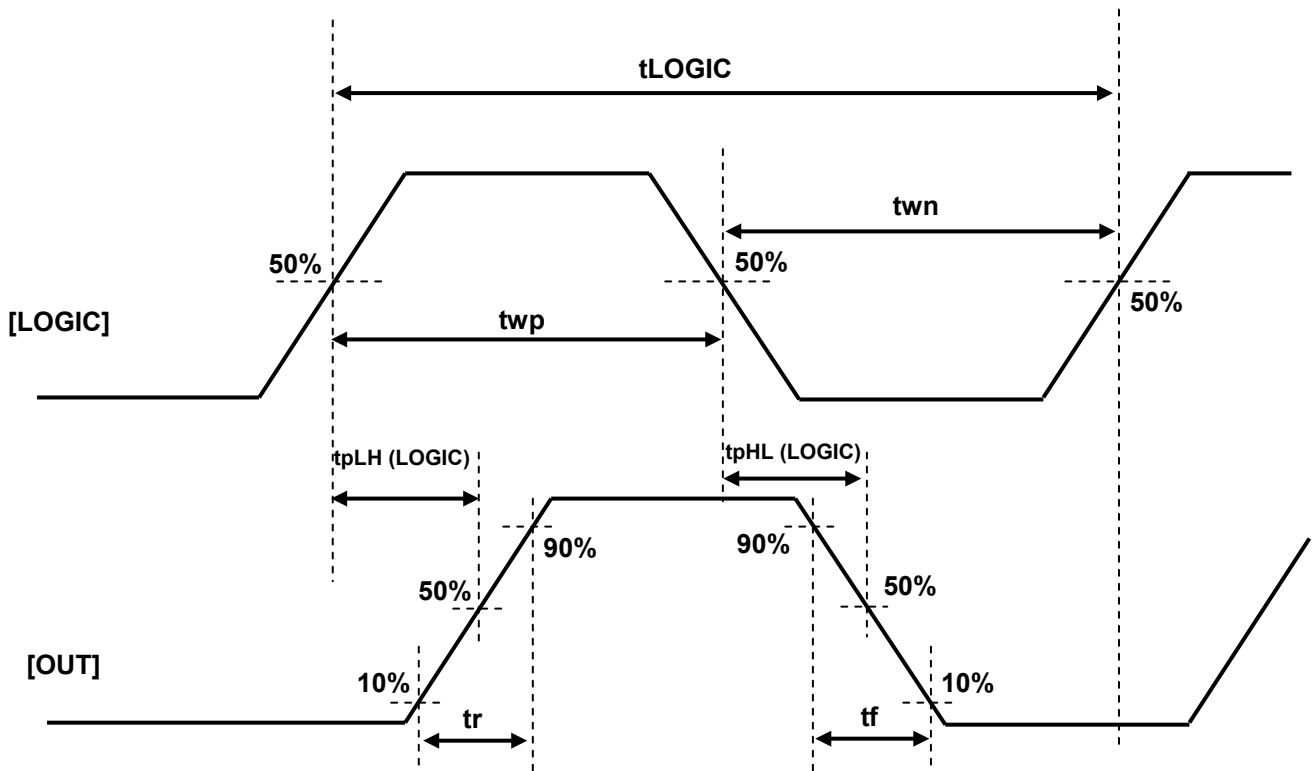 tLOGIC
twn
50%
50%
50%
[LOGIC]
twp
tpLH (LOGIC)
tpHL (LOGIC)
90%
90%
50%
50%
[OUT]
10%
10%
tr
tf